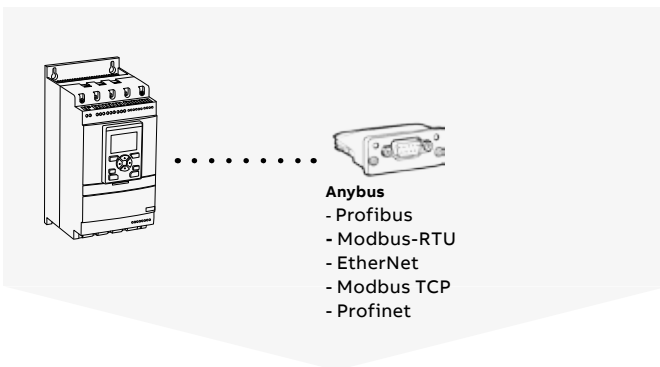 Anybus
- Profibus
- Modbus-RTU
- EtherNet
- Modbus TCP
- Profinet